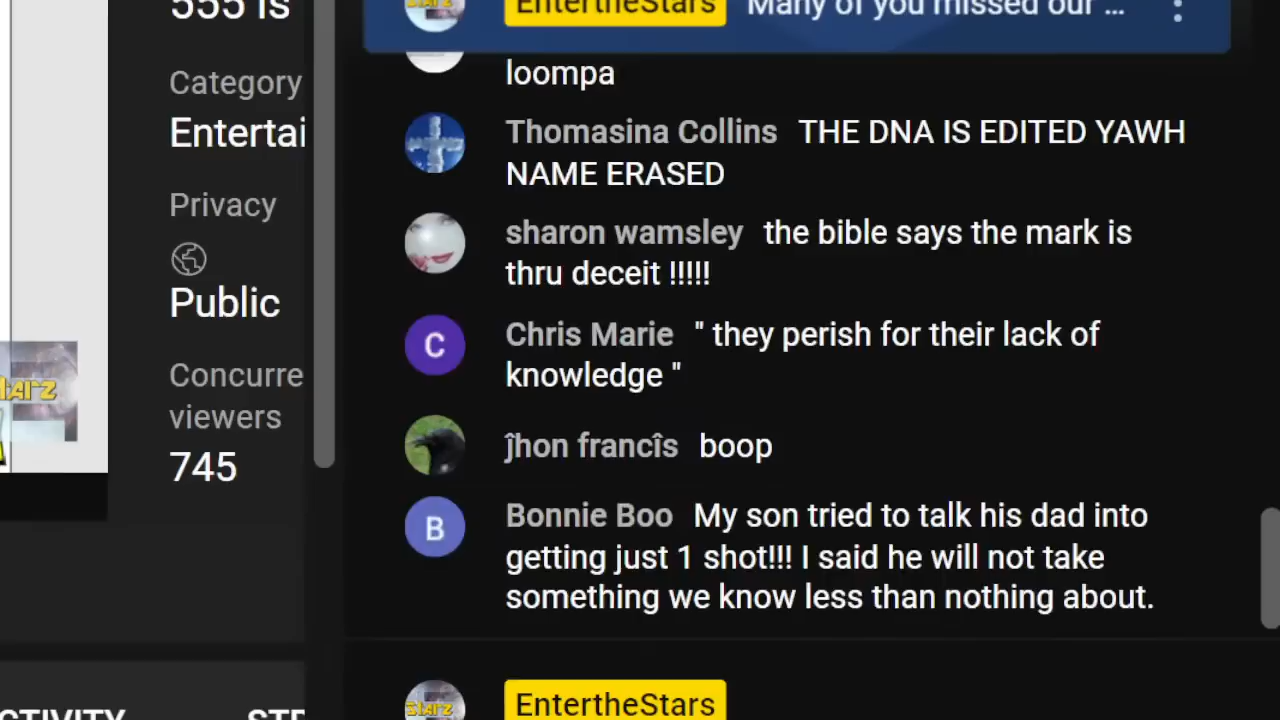 555 is
Category
Entertai
Privacy
Public
Concurre
viewers
745
EntertheStars Many of you missed our ...
loompa
Thomasina Collins THE DNA IS EDITED YAWH
NAME ERASED
sharon wamsley the bible says the mark is
thru deceit !!!!!
Chris Marie " they perish for their lack of
knowledge "
C
ĵhon francîs boop
Bonnie Boo My son tried to talk his dad into
B
getting just 1 shot!!! I said he will not take
something we know less than nothing about.
EntertheStars
CTIVITY